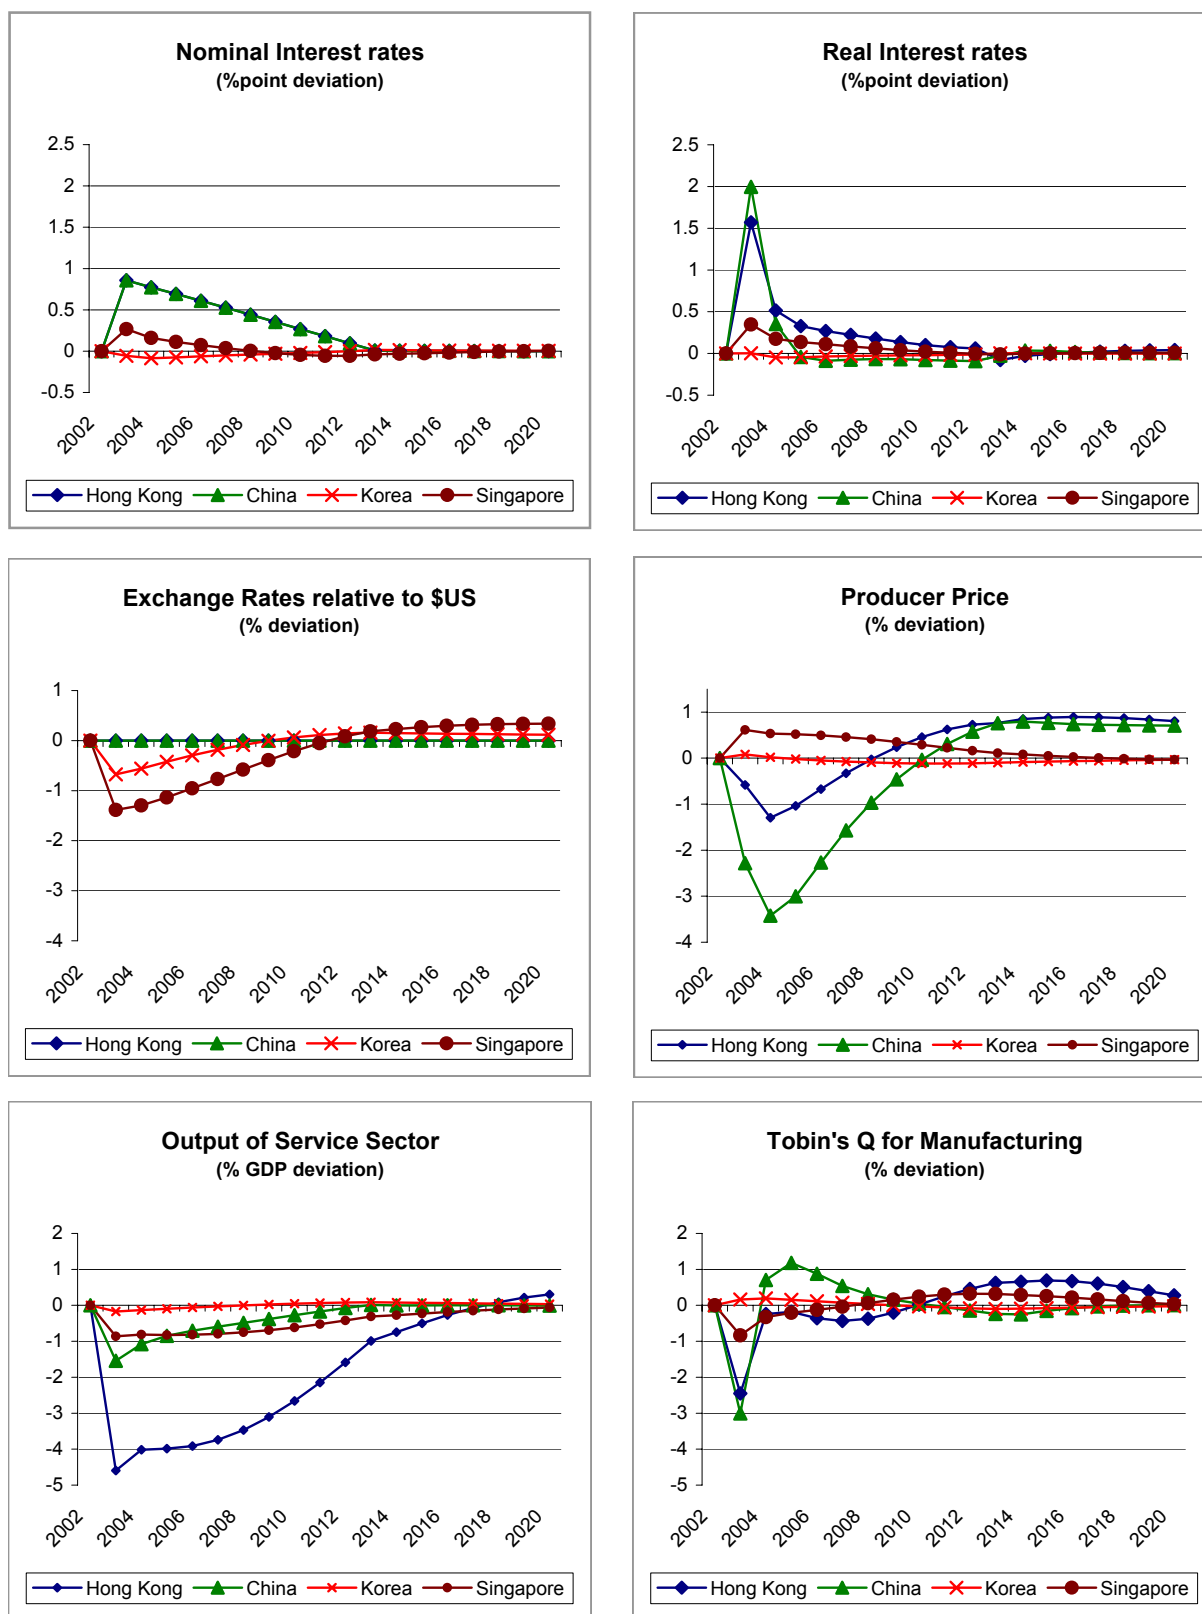 Nominal Interest rates
(%point deviation)
2.5
2
1.5
1
0.5
0
-0.5
2002 2004 2006 2008 2010 2012 2014 2016 2018 2020
Hong Kong China Korea Singapore
Real Interest rates
(%point deviation)
2.5
2
1.5
1
0.5
0
-0.5
2002 2004 2006 2008 2010 2012 2014 2016 2018 2020
Hong Kong China Korea Singapore
Exchange Rates relative to $US
(% deviation)
1
0
-1
-2
-3
-4
2002 2004 2006 2008 2010 2012 2014 2016 2018 2020
Hong Kong China Korea Singapore
Producer Price
(% deviation)
1
0
-1
-2
-3
-4
2002 2004 2006 2008 2010 2012 2014 2016 2018 2020
Hong Kong China Korea Singapore
Output of Service Sector
(% GDP deviation)
2
1
0
-1
-2
-3
-4
-5
2002 2004 2006 2008 2010 2012 2014 2016 2018 2020
Hong Kong China Korea Singapore
Tobin's Q for Manufacturing
(% deviation)
2
1
0
-1
-2
-3
-4
-5
2002 2004 2006 2008 2010 2012 2014 2016 2018 2020
Hong Kong China Korea Singapore